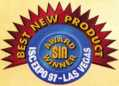 BEST NEW PRODUCT
AWARD
SIN
WINNER
ISC EXPO 97 - LAS VEGAS